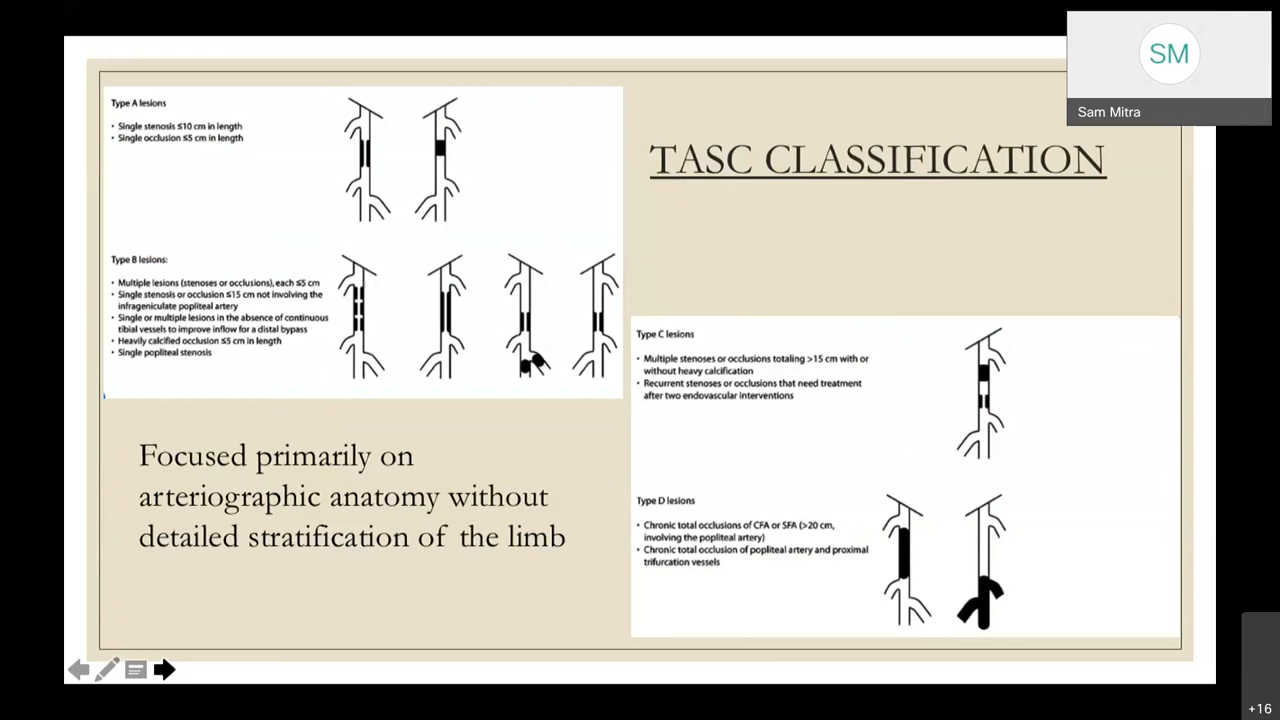 SM
Sam Mitra
TASC CLASSIFICATION
Type A lesions
• Single stenosis ≤10 cm in length
• Single occlusion ≤5 cm in length
Type B lesions:
• Multiple lesions (stenoses or occlusions), each ≤5 cm
• Single stenosis or occlusion ≤15 cm not involving the
infrageniculate popliteal artery
• Single or multiple lesions in the absence of continuous
tibial vessels to improve inflow for a distal bypass
• Heavily calcified occlusion ≤5 cm in length
• Single popliteal stenosis
Focused primarily on
arteriographic anatomy without
detailed stratification of the limb
Type C lesions
• Multiple stenoses or occlusions totaling >15 cm with or
without heavy calcification
• Recurrent stenoses or occlusions that need treatment
after two endovascular interventions
Type D lesions
• Chronic total occlusions of CFA or SFA (>20 cm,
involving the popliteal artery)
• Chronic total occlusion of popliteal artery and proximal
trifurcation vessels
+16